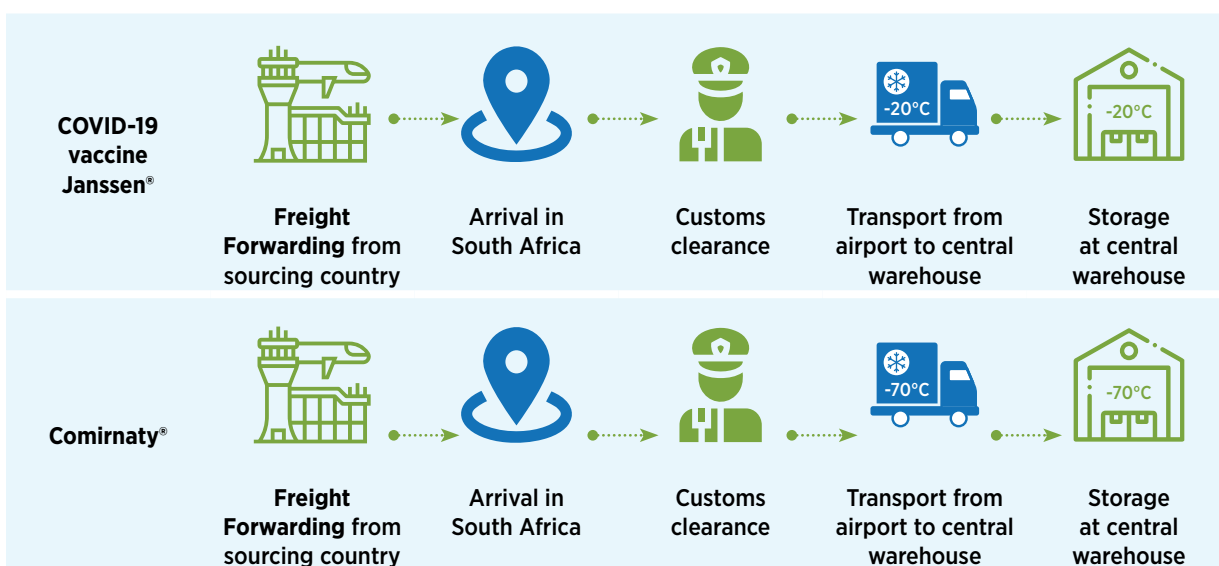 COVID-19
vaccine
Janssen®
-20°C
-20°C
Freight
Forwarding from
sourcing country
Arrival in
South Africa
Customs
clearance
Transport from
airport to central
warehouse
Storage
at central
warehouse
Comirnaty®
-70°C
-70°C
Freight
Forwarding from
sourcing country
Arrival in
South Africa
Customs
clearance
Transport from
airport to central
warehouse
Storage
at central
warehouse